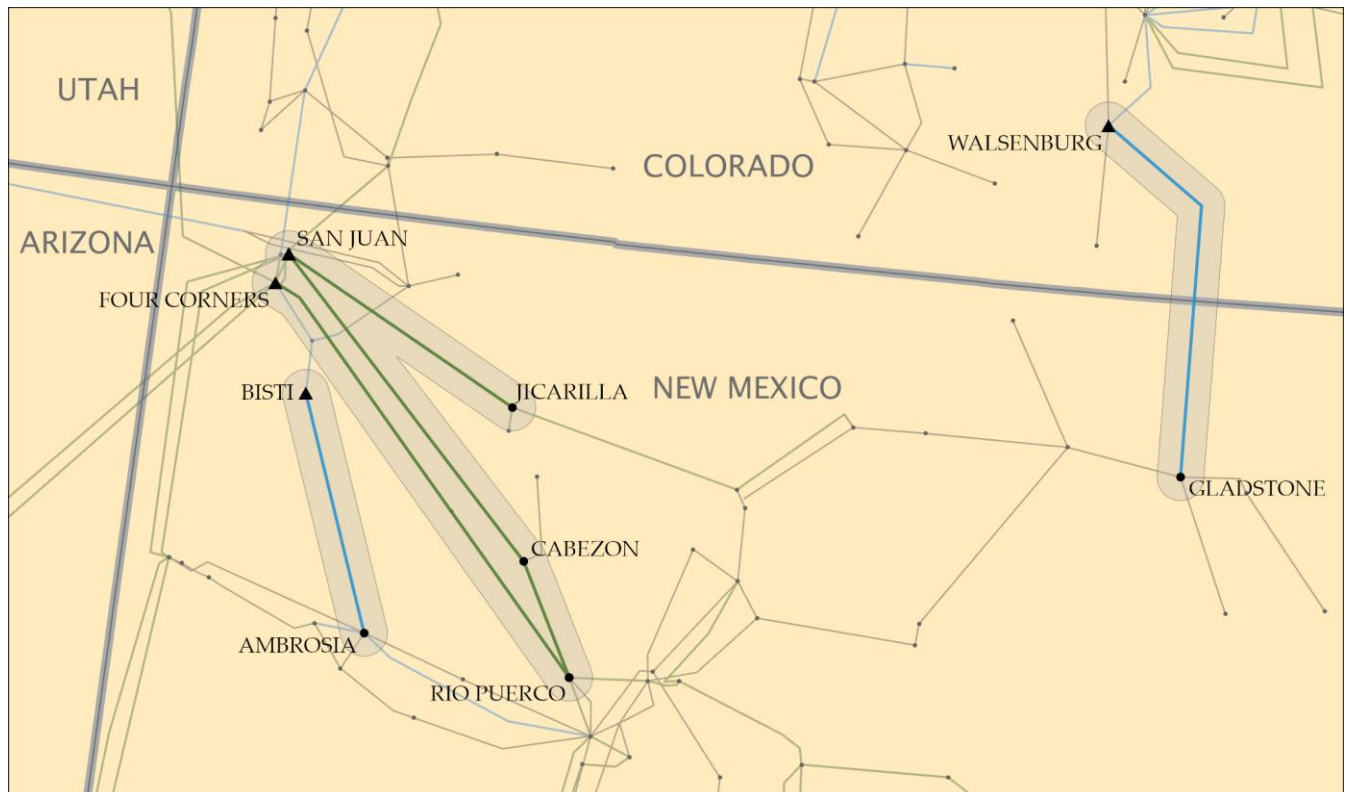 UTAH
WALSENBURG
COLORADO
ARIZONA
SAN JUAN
FOUR CORNERS
BISTI
JICARILLA
NEW MEXICO
GLADSTONE
CABEZON
AMBROSIA
RIO PUERCO